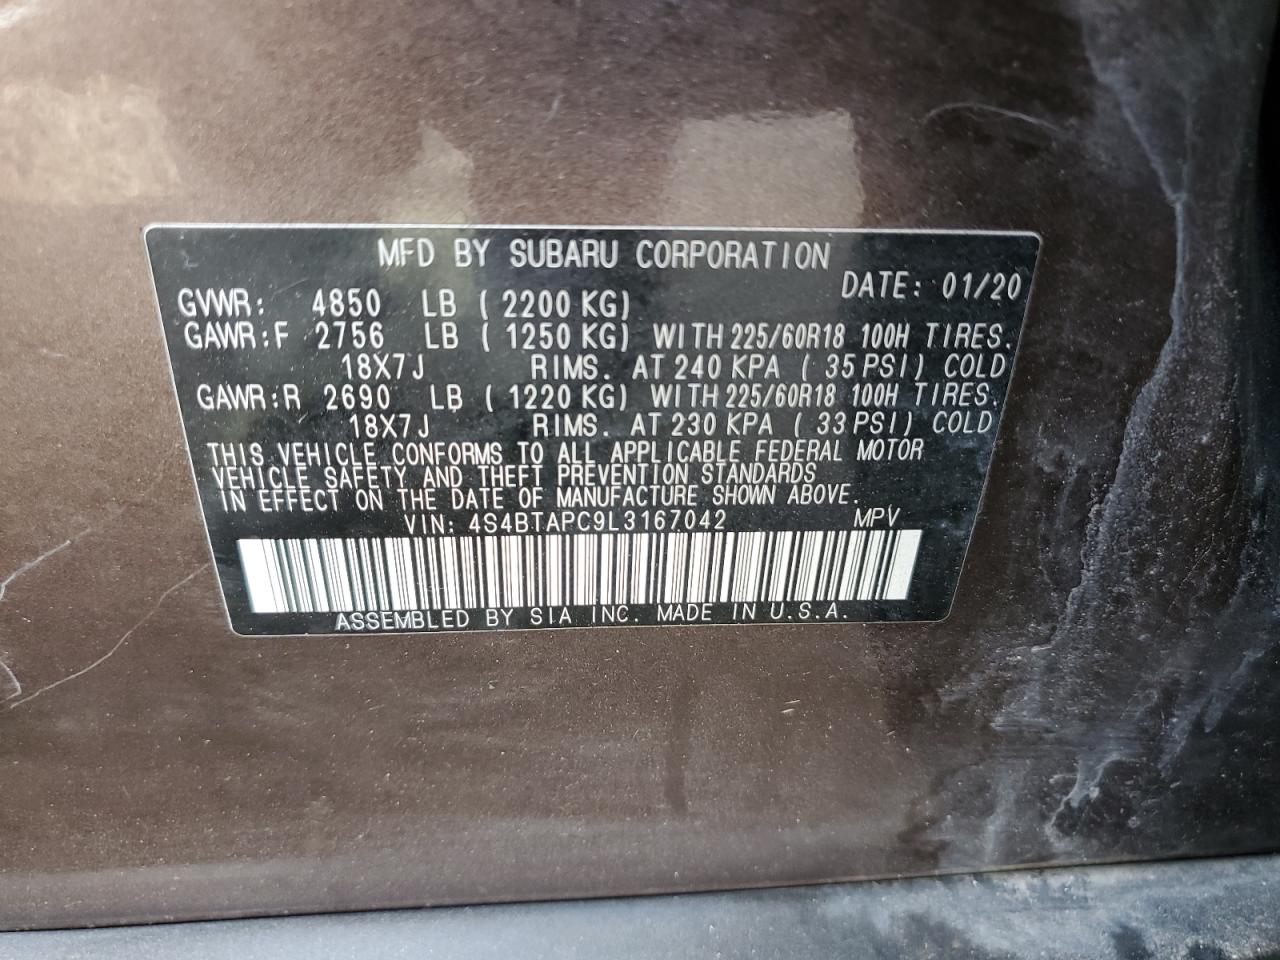 MFD BY SUBARU CORPORATION
DATE: 01/20
GVWR: 4850 LB ( 2200 KG)
GAWR:F 2756 LB ( 1250 KG) WITH 225/60R18 100H TIRES.
18X7J RIMS. AT 240 KPA ( 35 PSI) COLD
GAWR:R 2690 LB ( 1220 KG) WITH 225/60R18 100H TIRES.
18X7J RIMS. AT 230 KPA ( 33 PSI) COLD
THIS VEHICLE CONFORMS TO ALL APPLICABLE FEDERAL MOTOR
VEHICLE SAFETY AND THEFT PREVENTION STANDARDS
IN EFFECT ON THE DATE OF MANUFACTURE SHOWN ABOVE.
VIN: 4S4BTAPC9L3167042 MPV
ASSEMBLED BY SIA INC. MADE IN U.S.A.